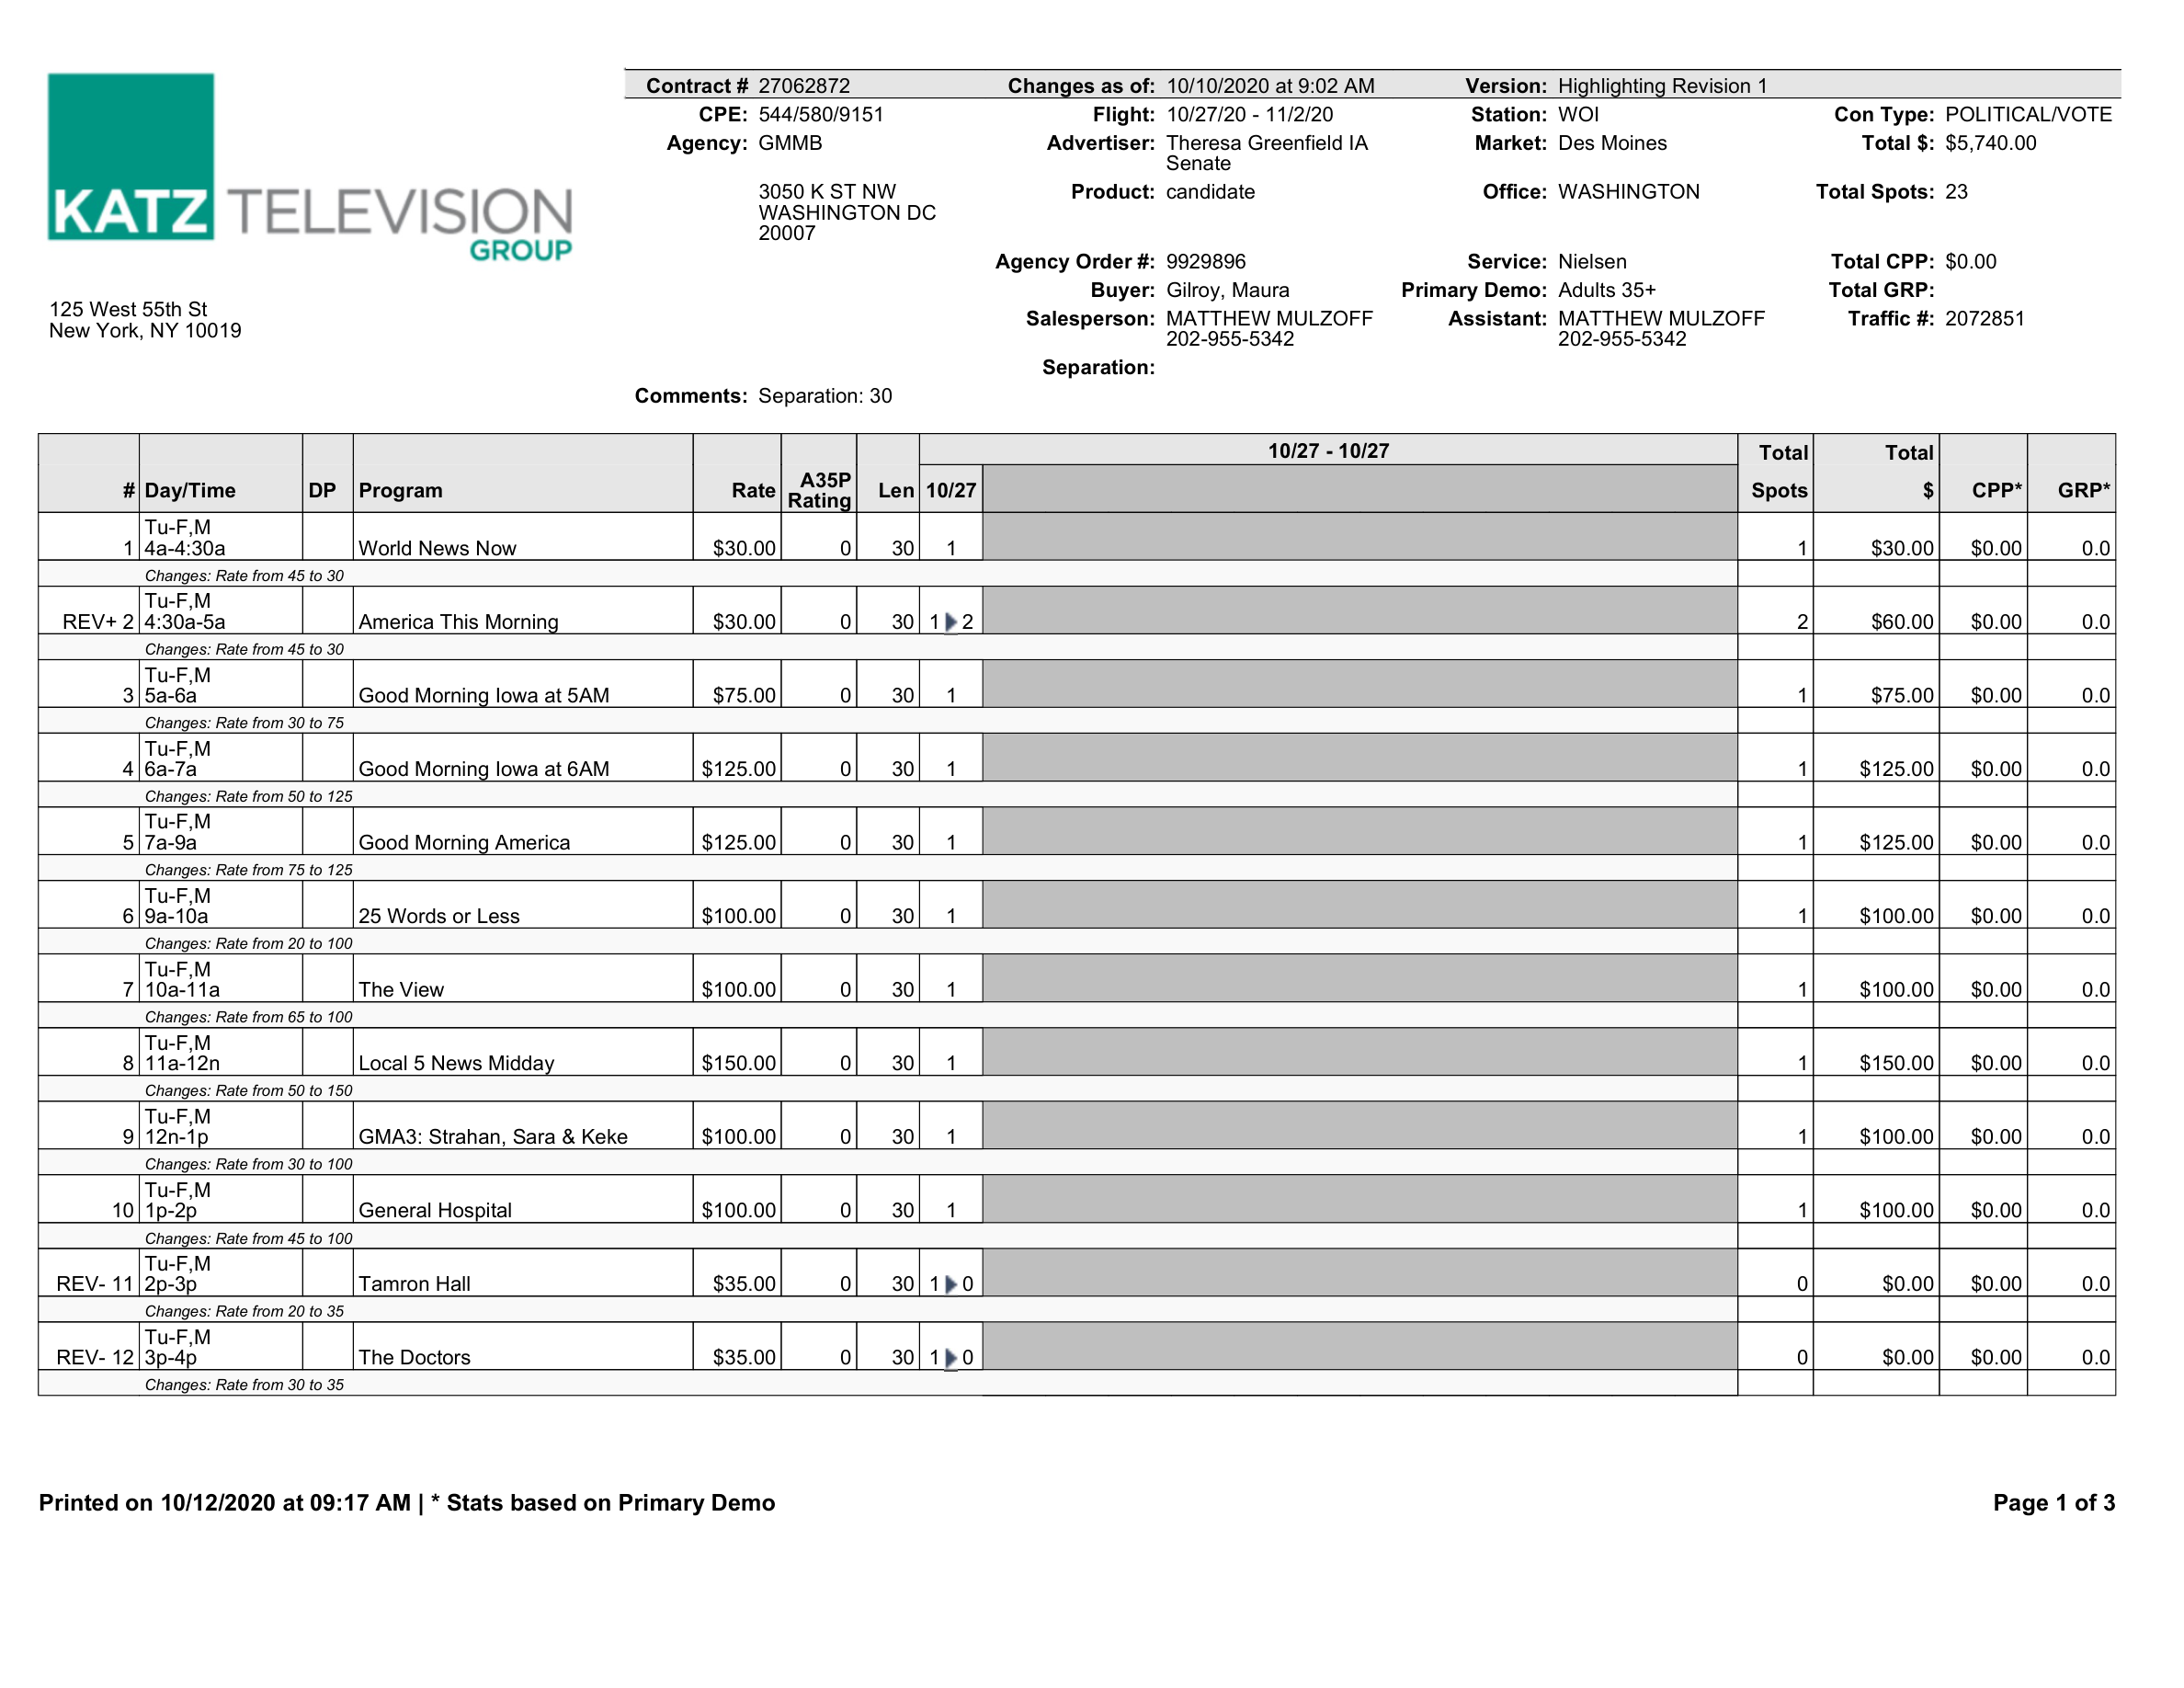 KATZ TELEVISION
GROUP
125 West 55th St
New York, NY 10019
Contract # 27062872 Changes as of: 10/10/2020 at 9:02 AM Version: Highlighting Revision 1
CPE: 544/580/9151 Flight: 10/27/20 - 11/2/20 Station: WOI Con Type: POLITICAL/VOTE
Agency: GMMB Advertiser: Theresa Greenfield IA Senate Market: Des Moines Total $: $5,740.00
3050 K ST NW Product: candidate Office: WASHINGTON Total Spots: 23
WASHINGTON DC
20007
Agency Order #: 9929896 Service: Nielsen Total CPP: $0.00
Buyer: Gilroy, Maura Primary Demo: Adults 35+ Total GRP:
Salesperson: MATTHEW MULZOFF Assistant: MATTHEW MULZOFF Traffic #: 2072851
202-955-5342 202-955-5342
Separation:
Comments: Separation: 30
10/27 - 10/27 Total Total
# Day/Time DP Program Rate A35P Rating Len 10/27 Spots $ CPP* GRP*
Tu-F,M
1 4a-4:30a World News Now $30.00 0 30 1 1 $30.00 $0.00 0.0
Changes: Rate from 45 to 30
Tu-F,M
REV+ 2 4:30a-5a America This Morning $30.00 0 30 1 2 2 $60.00 $0.00 0.0
Changes: Rate from 45 to 30
Tu-F,M
3 5a-6a Good Morning Iowa at 5AM $75.00 0 30 1 1 $75.00 $0.00 0.0
Changes: Rate from 30 to 75
Tu-F,M
4 6a-7a Good Morning Iowa at 6AM $125.00 0 30 1 1 $125.00 $0.00 0.0
Changes: Rate from 50 to 125
Tu-F,M
5 7a-9a Good Morning America $125.00 0 30 1 1 $125.00 $0.00 0.0
Changes: Rate from 75 to 125
Tu-F,M
6 9a-10a 25 Words or Less $100.00 0 30 1 1 $100.00 $0.00 0.0
Changes: Rate from 20 to 100
Tu-F,M
7 10a-11a The View $100.00 0 30 1 1 $100.00 $0.00 0.0
Changes: Rate from 65 to 100
Tu-F,M
8 11a-12n Local 5 News Midday $150.00 0 30 1 1 $150.00 $0.00 0.0
Changes: Rate from 50 to 150
Tu-F,M
9 12n-1p GMA3: Strahan, Sara & Keke $100.00 0 30 1 1 $100.00 $0.00 0.0
Changes: Rate from 30 to 100
Tu-F,M
10 1p-2p General Hospital $100.00 0 30 1 1 $100.00 $0.00 0.0
Changes: Rate from 45 to 100
Tu-F,M
REV- 11 2p-3p Tamron Hall $35.00 0 30 1 0 0 $0.00 $0.00 0.0
Changes: Rate from 20 to 35
Tu-F,M
REV- 12 3p-4p The Doctors $35.00 0 30 1 0 0 $0.00 $0.00 0.0
Changes: Rate from 30 to 35
Printed on 10/12/2020 at 09:17 AM | * Stats based on Primary Demo Page 1 of 3